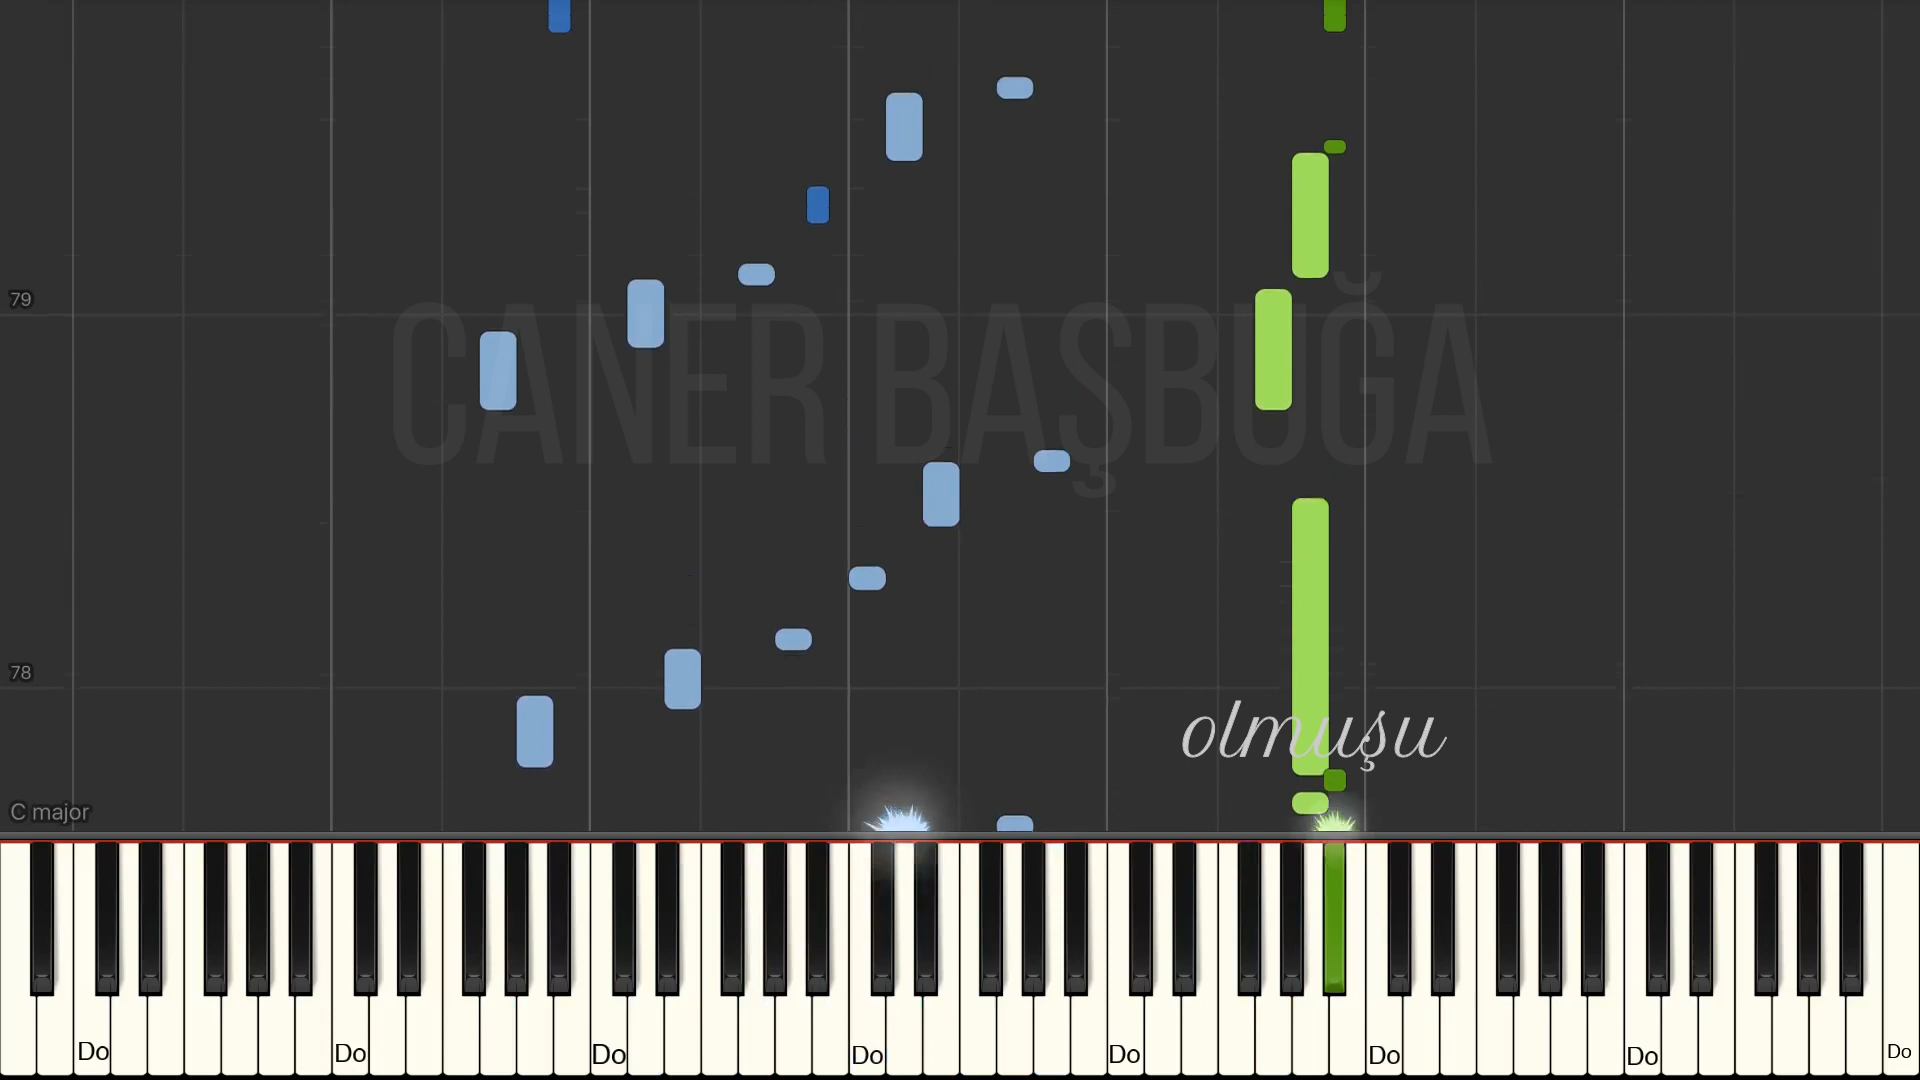 79
CANER BAŞBUĞA
78
olmuşu
C major
Do Do Do Do Do Do Do Do